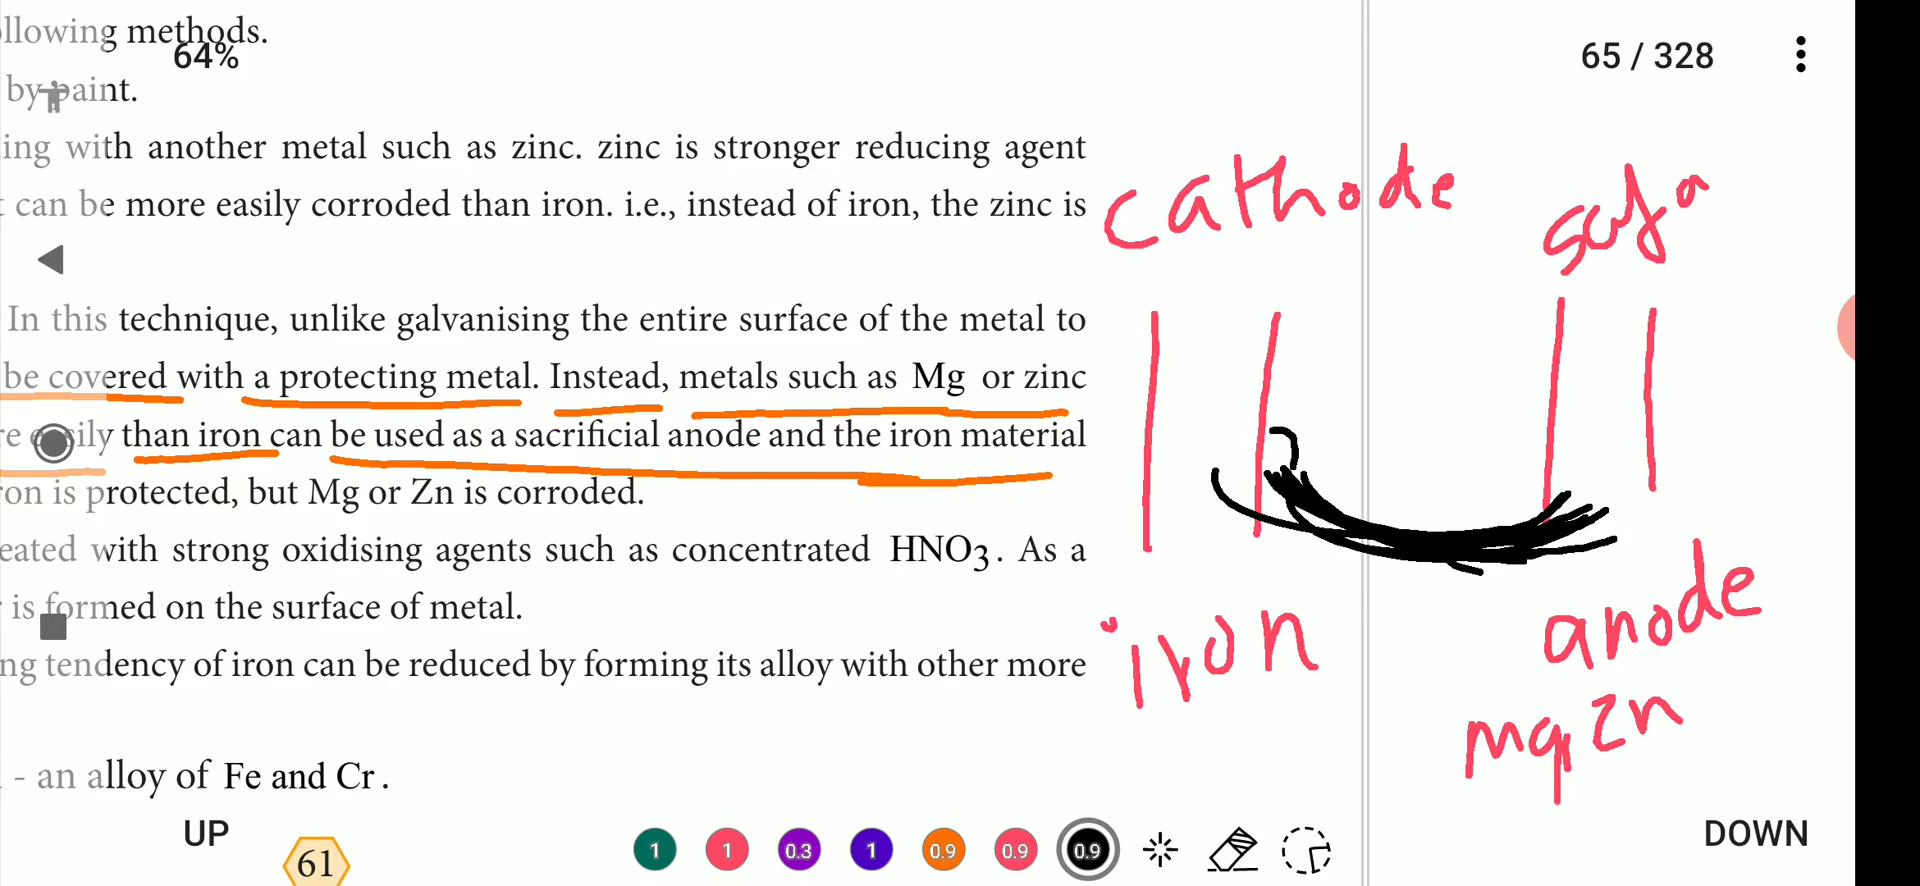 llowing methods.
64%
65 / 328
by paint.
ing with another metal such as zinc. zinc is stronger reducing agent
can be more easily corroded than iron. i.e., instead of iron, the zinc is
cathode
In this technique, unlike galvanising the entire surface of the metal to
be covered with a protecting metal. Instead, metals such as Mg or zinc
than iron can be used as a sacrificial anode and the iron material
ron is protected, but Mg or Zn is corroded.
eated with strong oxidising agents such as concentrated HNO3. As a
is formed on the surface of metal.
ng tendency of iron can be reduced by forming its alloy with other more
iron
anode
mg, zn
- an alloy of Fe and Cr.
UP
61
1 1 0.3 1 0.9 0.9 0.9
DOWN